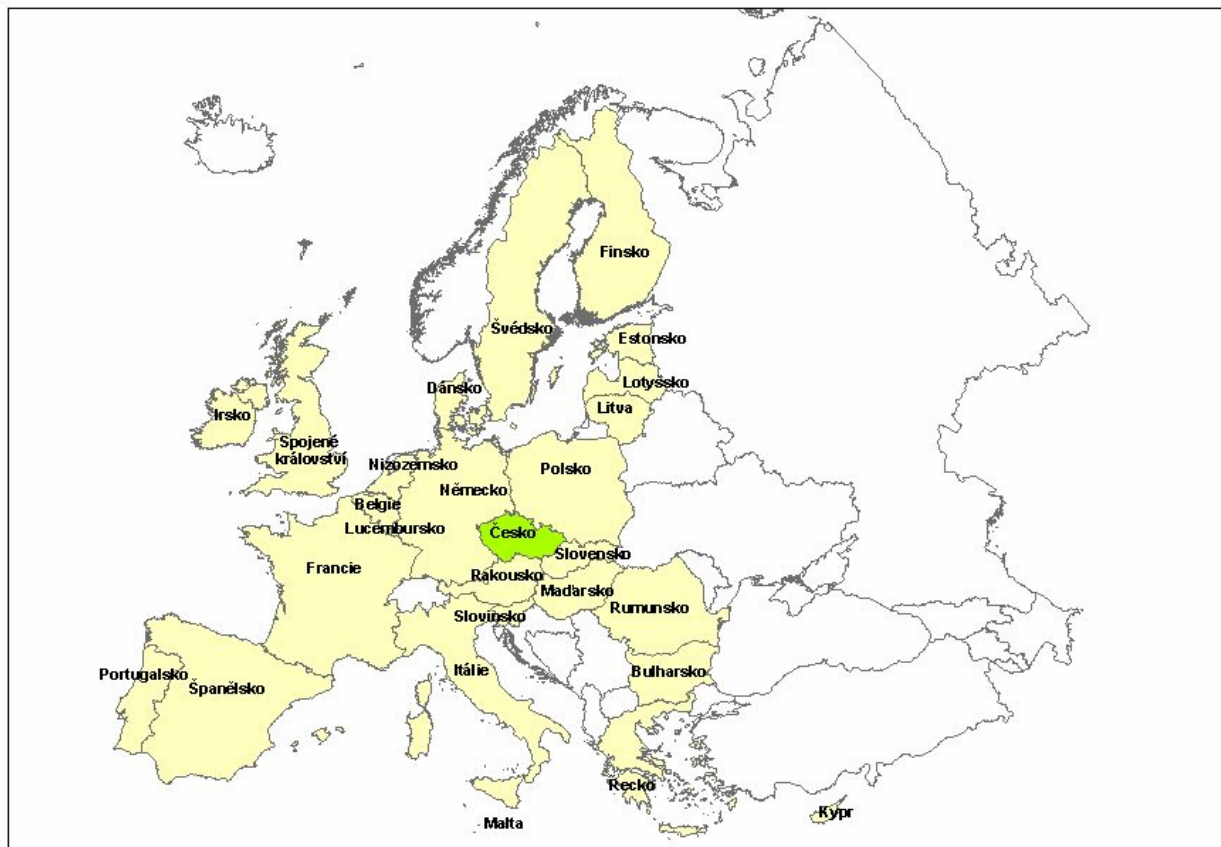 Finsko
Švédsko
Estonsko
Lotyssko
Dánsko
Litva
Irsko
Spojené
království
Nizozemsko
Polsko
Německo
Belgie
Lucembursko
Česko
Slovensko
Francie
Rakousko
Maďarsko
Rumunsko
Slovinsko
Portugalsko
Španělsko
Itálie
Bulharsko
Řecko
Kypr
Malta